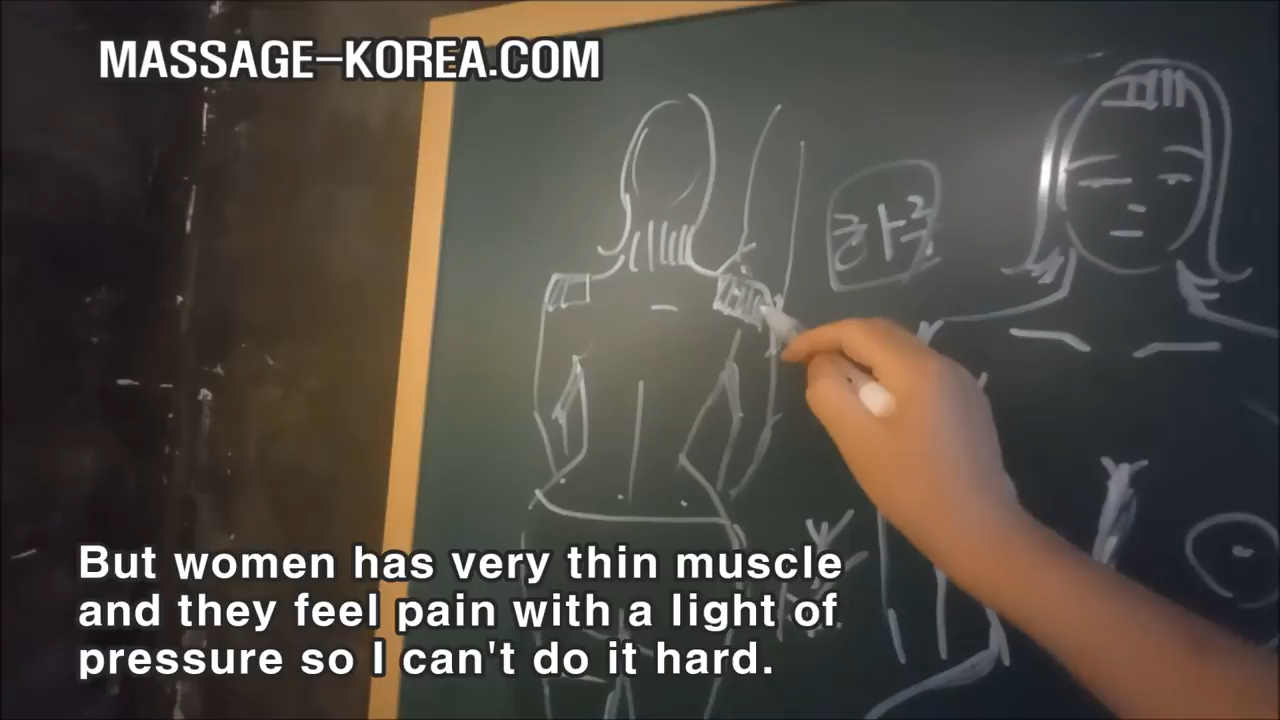 MASSAGE-KOREA.COM
But women has very thin muscle
and they feel pain with a light of
pressure so I can't do it hard.